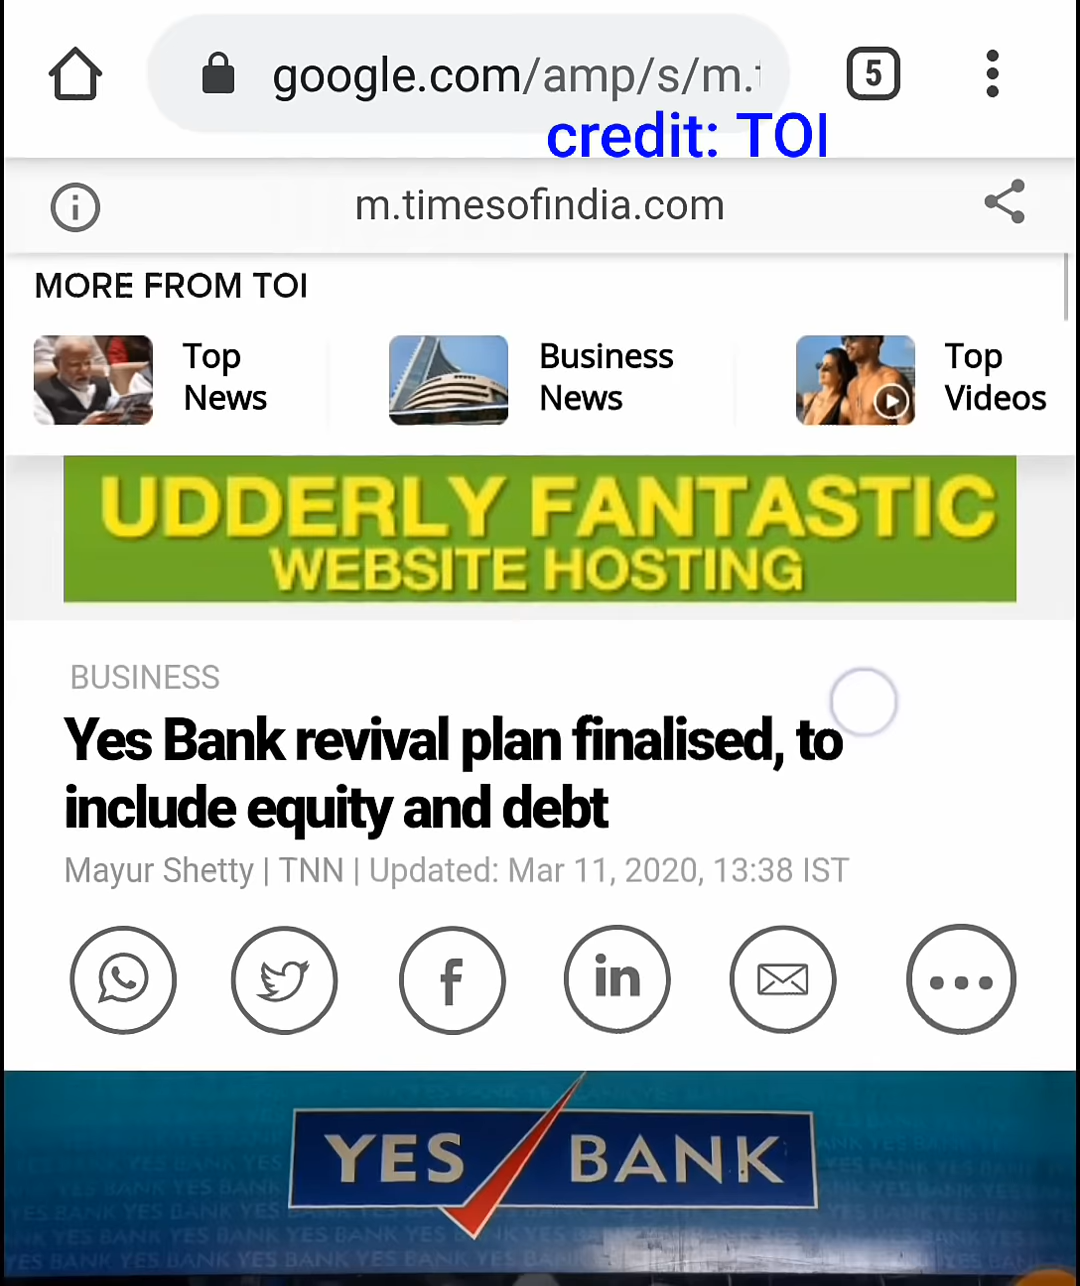 google.com/amp/s/m.
5
credit: TOI
m.timesofindia.com
MORE FROM TOI
Top
News
Business
News
Top
Videos
UDDERLY FANTASTIC
WEBSITE HOSTING
BUSINESS
Yes Bank revival plan finalised, to
include equity and debt
Mayur Shetty | TNN | Updated: Mar 11, 2020, 13:38 IST
YES BANK